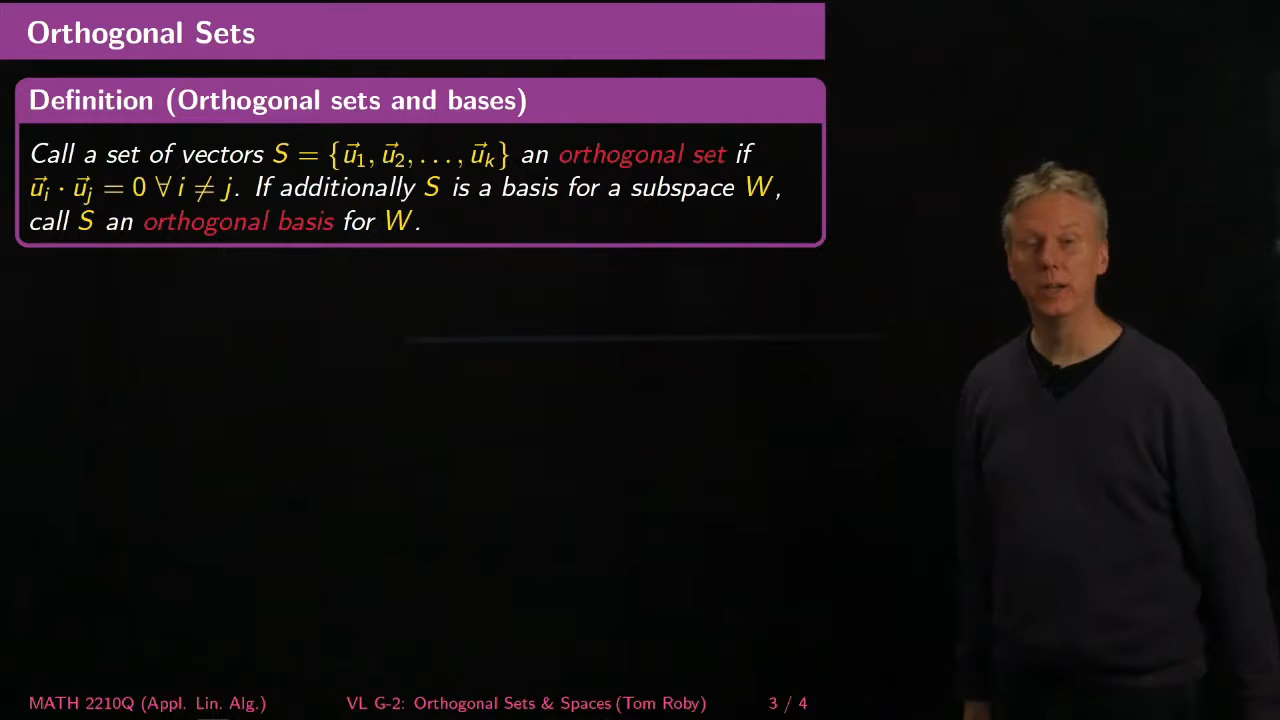 Orthogonal Sets
Definition (Orthogonal sets and bases)
Call a set of vectors S = {u⃗₁, u⃗₂, . . . , u⃗ₖ} an orthogonal set if
u⃗ᵢ · u⃗ⱼ = 0 ∀ i ≠ j. If additionally S is a basis for a subspace W,
call S an orthogonal basis for W.
MATH 2210Q (Appl. Lin. Alg.) VL G-2: Orthogonal Sets & Spaces (Tom Roby) 3 / 4